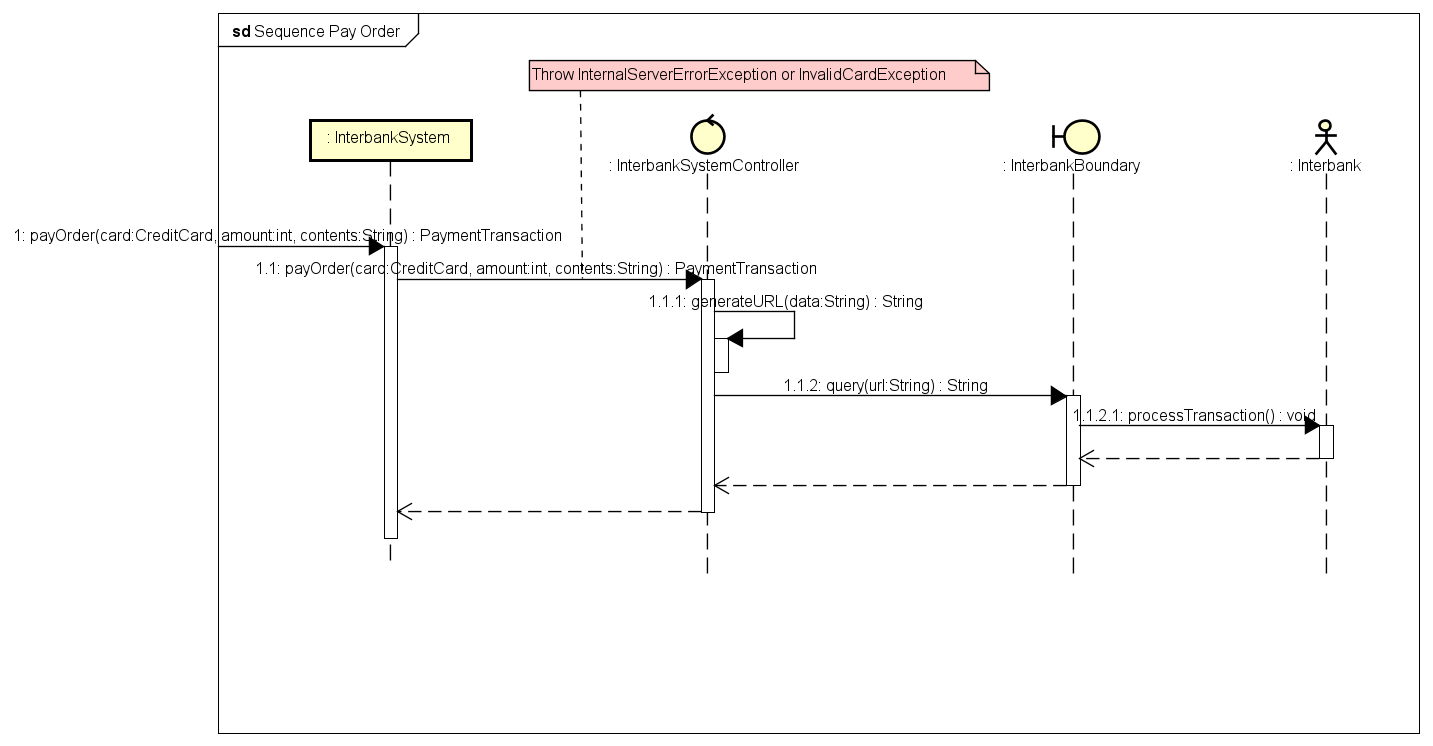 sd Sequence Pay Order
Throw InternalServerErrorException or InvalidCardException
: InterbankSystem
: InterbankSystemController
: InterbankBoundary
: Interbank
1: payOrder(card:CreditCard, amount:int, contents:String) : PaymentTransaction
1.1: payOrder(card:CreditCard, amount:int, contents:String) : PaymentTransaction
1.1.1: generateURL(data:String) : String
1.1.2: query(url:String) : String
1.1.2.1: processTransaction() : void